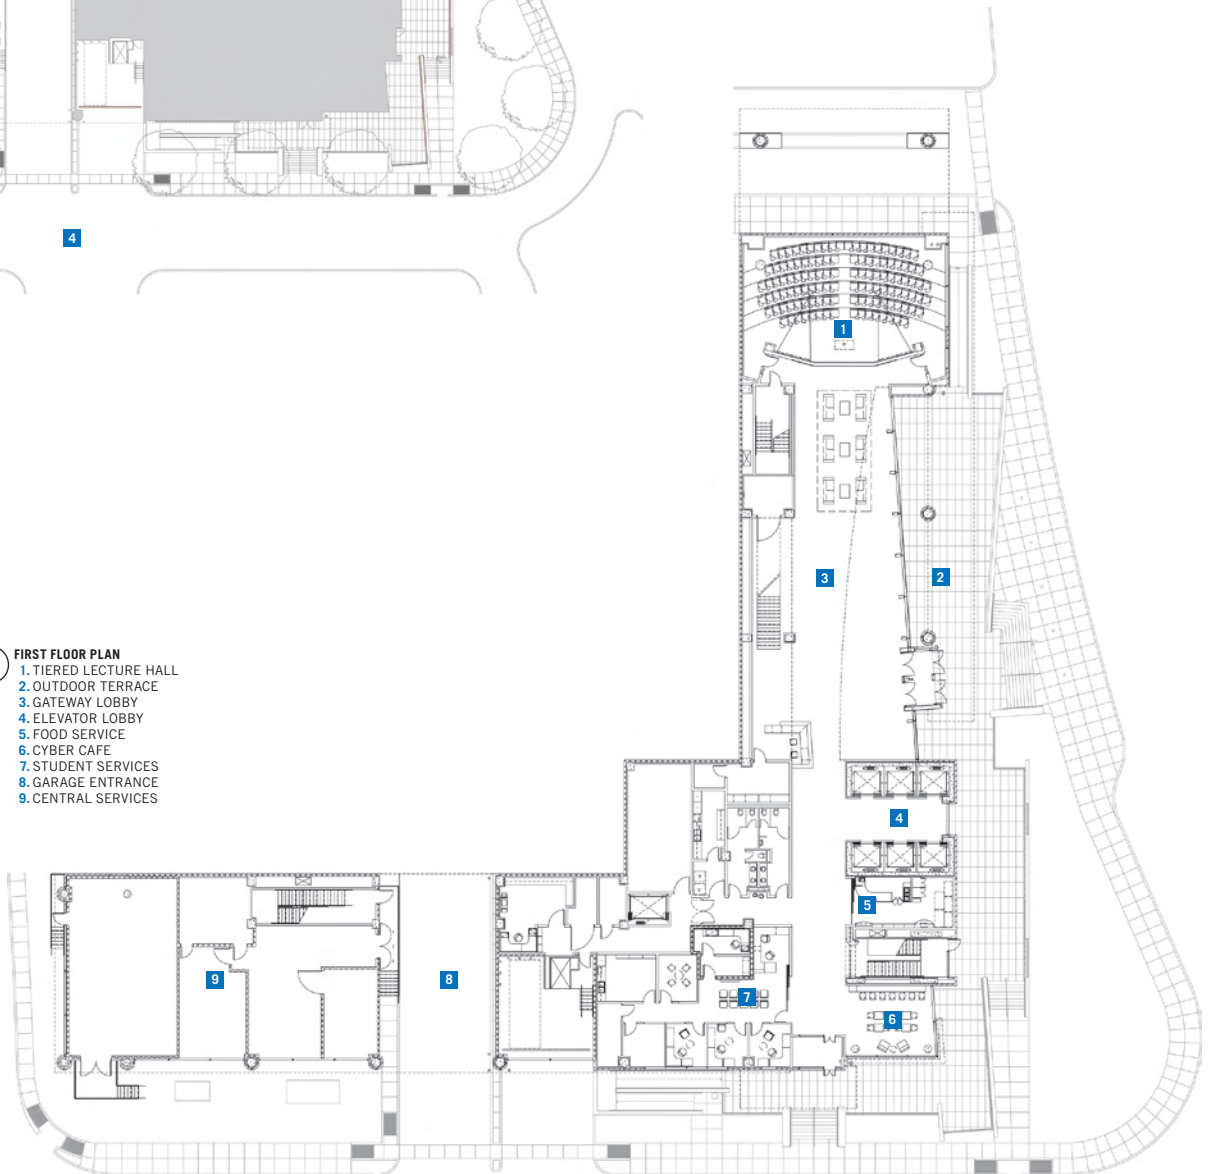 4
1
3
2
FIRST FLOOR PLAN
1. TIERED LECTURE HALL
2. OUTDOOR TERRACE
3. GATEWAY LOBBY
4. ELEVATOR LOBBY
5. FOOD SERVICE
6. CYBER CAFE
7. STUDENT SERVICES
8. GARAGE ENTRANCE
9. CENTRAL SERVICES
4
5
9
8
7
6